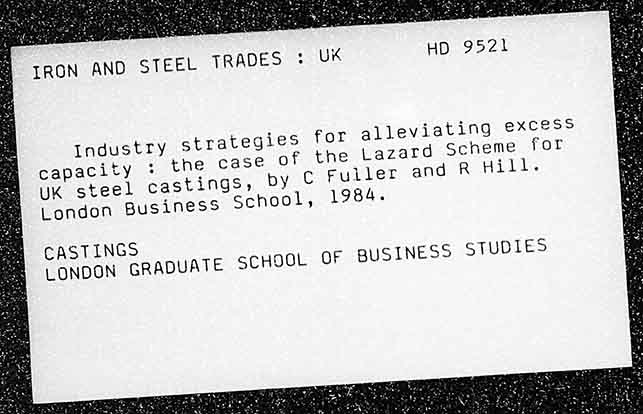 IRON AND STEEL TRADES : UK HD 9521
Industry strategies for alleviating excess
capacity : the case of the Lazard Scheme for
UK steel castings, by C Fuller and R Hill.
London Business School, 1984.
CASTINGS
LONDON GRADUATE SCHOOL OF BUSINESS STUDIES